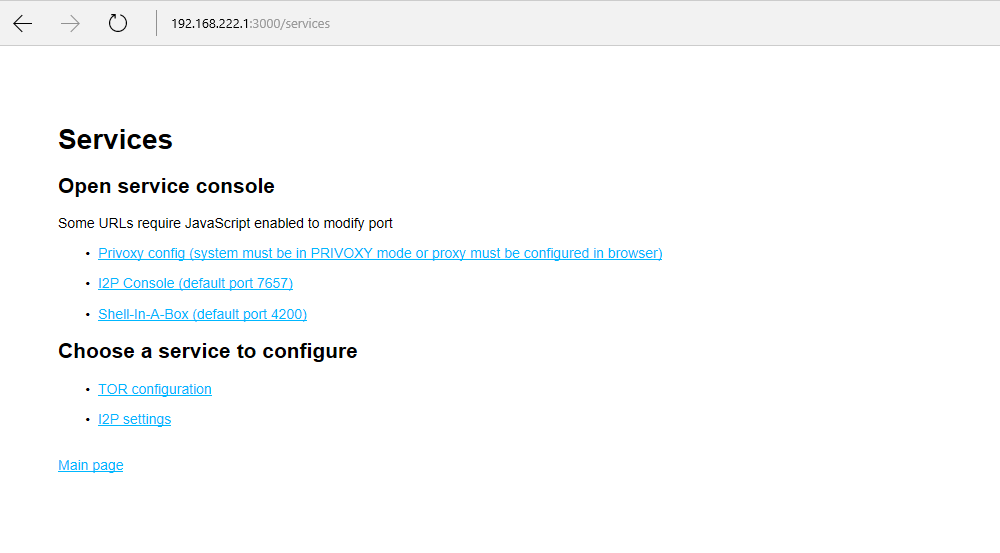 192.168.222.1:3000/services
Services
Open service console
Some URLs require JavaScript enabled to modify port
• Privoxy config (system must be in PRIVOXY mode or proxy must be configured in browser)
• I2P Console (default port 7657)
• Shell-In-A-Box (default port 4200)
Choose a service to configure
• TOR configuration
• I2P settings
Main page